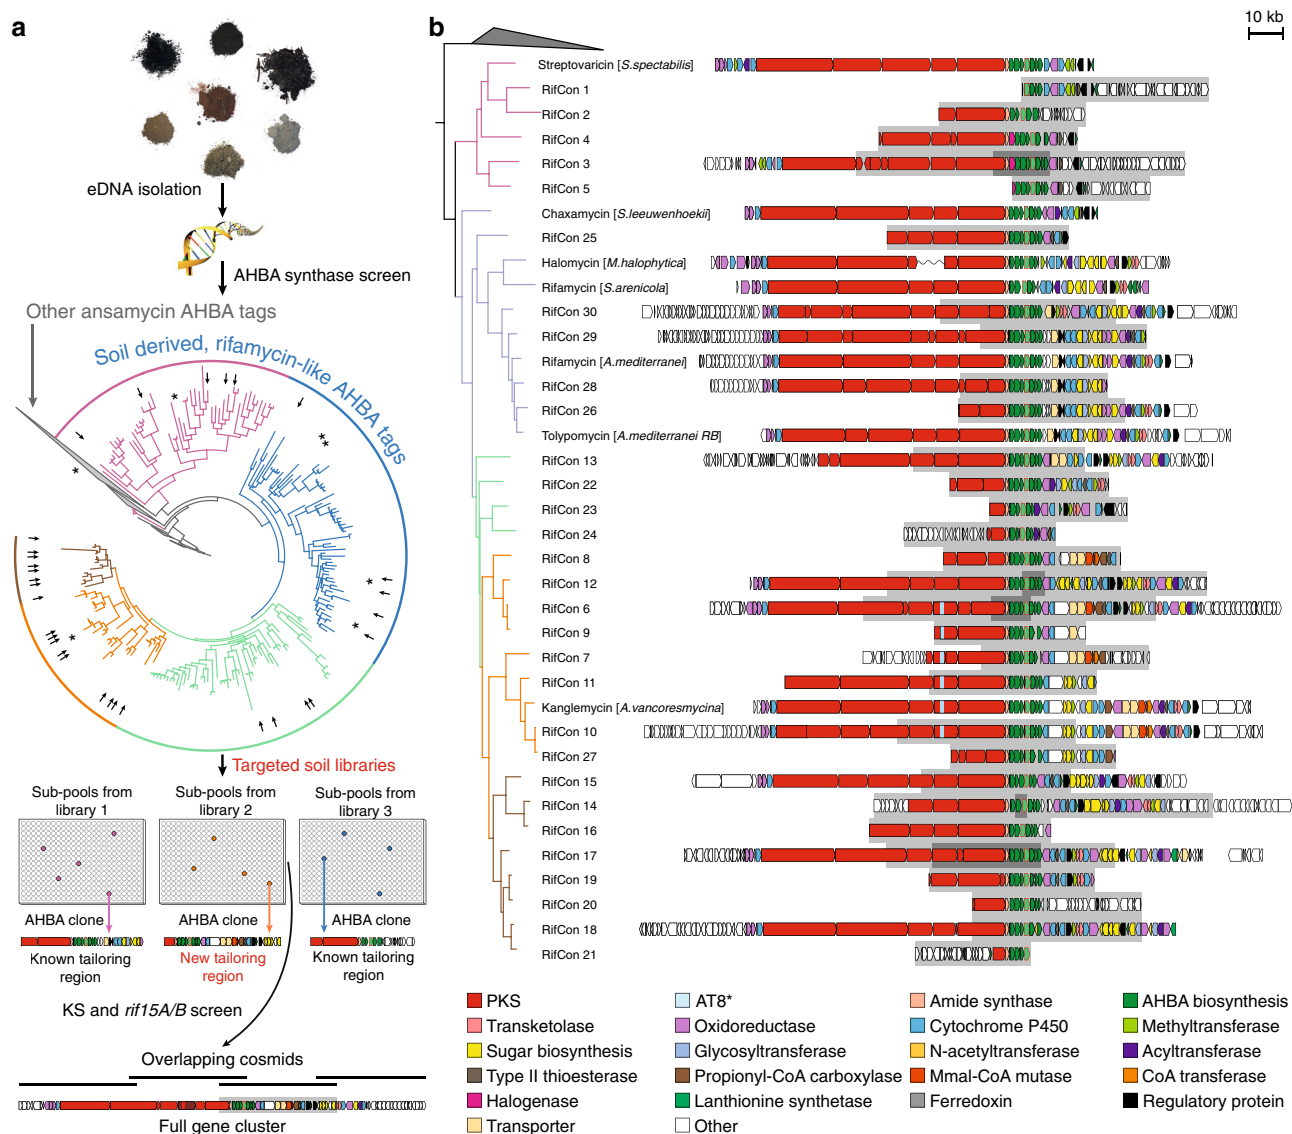 a
eDNA isolation
AHBA synthase screen
Other ansamycin AHBA tags
Soil derived, rifamycin-like AHBA tags
Targeted soil libraries
Sub-pools from library 1
Sub-pools from library 2
Sub-pools from library 3
AHBA clone
AHBA clone
AHBA clone
Known tailoring region
New tailoring region
Known tailoring region
KS and rif15A/B screen
Overlapping cosmids
Full gene cluster
b
10 kb
Streptovaricin [S.spectabilis]
RifCon 1
RifCon 2
RifCon 4
RifCon 3
RifCon 5
Chaxamycin [S.leeuwenhoekii]
RifCon 25
Halomycin [M.halophytica]
Rifamycin [S.arenicola]
RifCon 30
RifCon 29
Rifamycin [A.mediterranei]
RifCon 28
RifCon 26
Tolypomycin [A.mediterranei RB]
RifCon 13
RifCon 22
RifCon 23
RifCon 24
RifCon 8
RifCon 12
RifCon 6
RifCon 9
RifCon 7
RifCon 11
Kanglemycin [A.vancoresmycina]
RifCon 10
RifCon 27
RifCon 15
RifCon 14
RifCon 16
RifCon 17
RifCon 19
RifCon 20
RifCon 18
RifCon 21
PKS
Transketolase
Sugar biosynthesis
Type II thioesterase
Halogenase
Transporter
AT8*
Oxidoreductase
Glycosyltransferase
Propionyl-CoA carboxylase
Lanthionine synthetase
Other
Amide synthase
Cytochrome P450
N-acetyltransferase
Mmal-CoA mutase
Ferredoxin
AHBA biosynthesis
Methyltransferase
Acyltransferase
CoA transferase
Regulatory protein